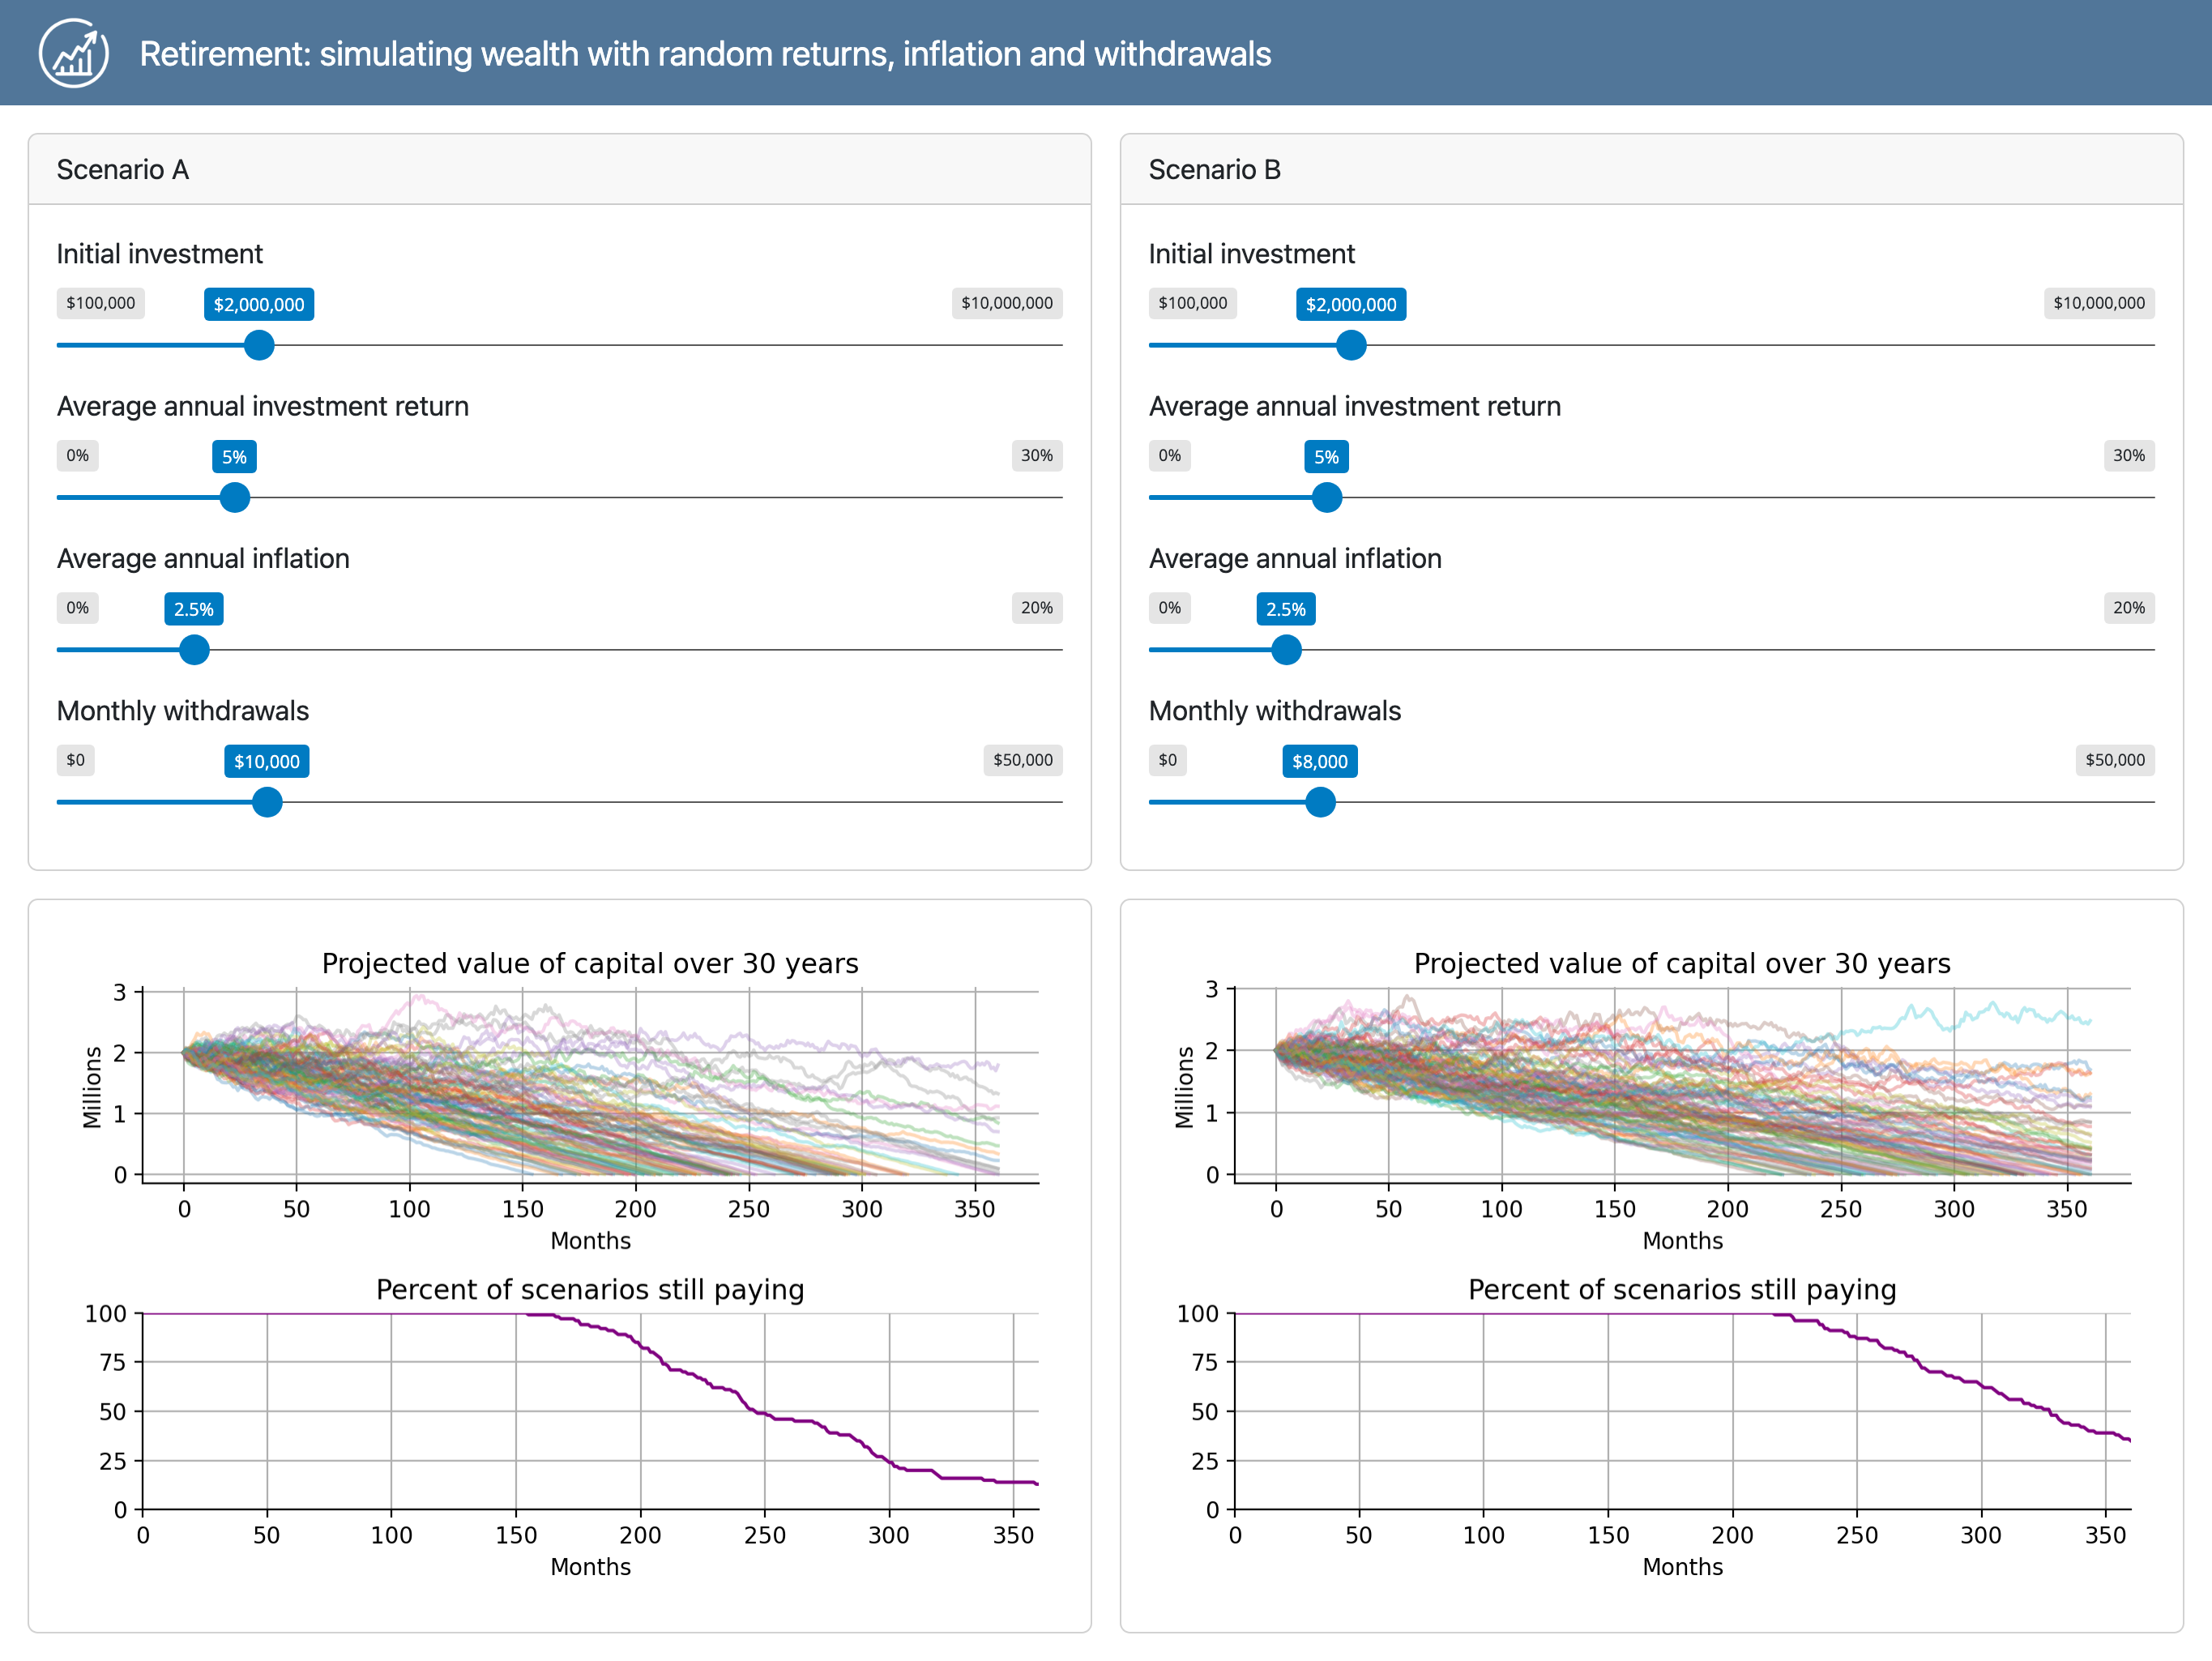 Retirement: simulating wealth with random returns, inflation and withdrawals
Scenario A
Initial investment
$100,000 $2,000,000 $10,000,000
Average annual investment return
0% 5% 30%
Average annual inflation
0% 2.5% 20%
Monthly withdrawals
$0 $10,000 $50,000
Scenario B
Initial investment
$100,000 $2,000,000 $10,000,000
Average annual investment return
0% 5% 30%
Average annual inflation
0% 2.5% 20%
Monthly withdrawals
$0 $8,000 $50,000
Projected value of capital over 30 years
Millions
3
2
1
0
0 50 100 150 200 250 300 350
Months
Percent of scenarios still paying
100
75
50
25
0
0 50 100 150 200 250 300 350
Months
Projected value of capital over 30 years
Millions
3
2
1
0
0 50 100 150 200 250 300 350
Months
Percent of scenarios still paying
100
75
50
25
0
0 50 100 150 200 250 300 350
Months